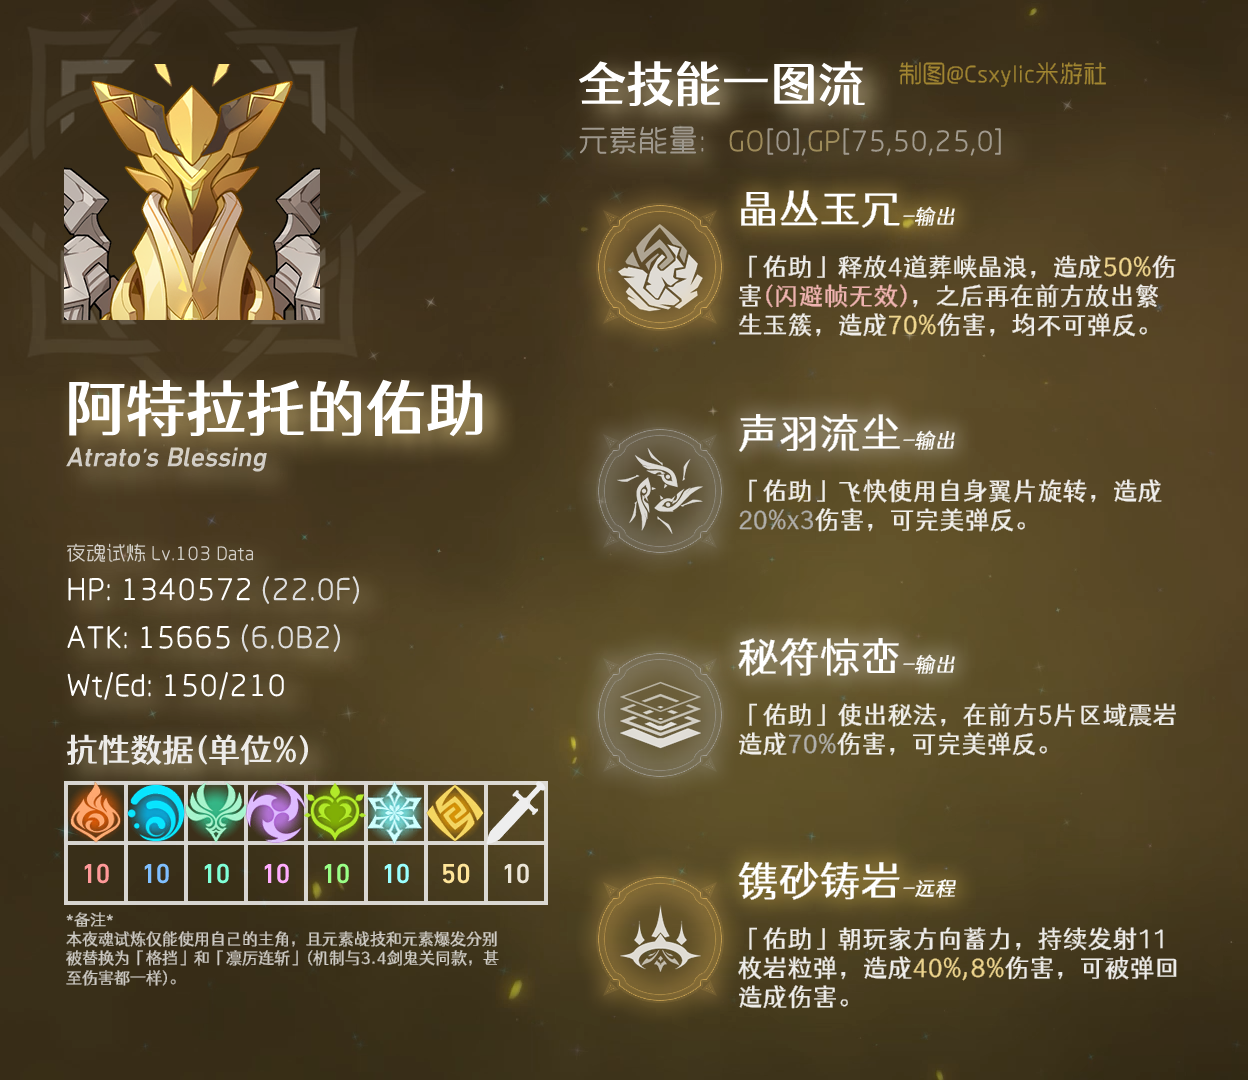 全技能一图流
制图@Csxylic米游社
元素能量: GO[0],GP[75,50,25,0]
晶丛玉冗-输出
「佑助」释放4道葬峡晶浪，造成50%伤
害(闪避帧无效)，之后再在前方放出繁
生玉簇，造成70%伤害，均不可弹反。
声羽流尘-输出
「佑助」飞快使用自身翼片旋转，造成
20%x3伤害，可完美弹反。
秘符惊峦-输出
「佑助」使出秘法，在前方5片区域震岩
造成70%伤害，可完美弹反。
镌砂铸岩-远程
「佑助」朝玩家方向蓄力，持续发射11
枚岩粒弹，造成40%,8%伤害，可被弹回
造成伤害。
阿特拉托的佑助
Atrato's Blessing
夜魂试炼 Lv.103 Data
HP: 1340572 (22.0F)
ATK: 15665 (6.0B2)
Wt/Ed: 150/210
抗性数据(单位%)
10 10 10 10 10 10 50 10
*备注*
本夜魂试炼仅能使用自己的主角，且元素战技和元素爆发分别
被替换为「格挡」和「凛厉连斩」(机制与3.4剑鬼关同款，甚
至伤害都一样)。